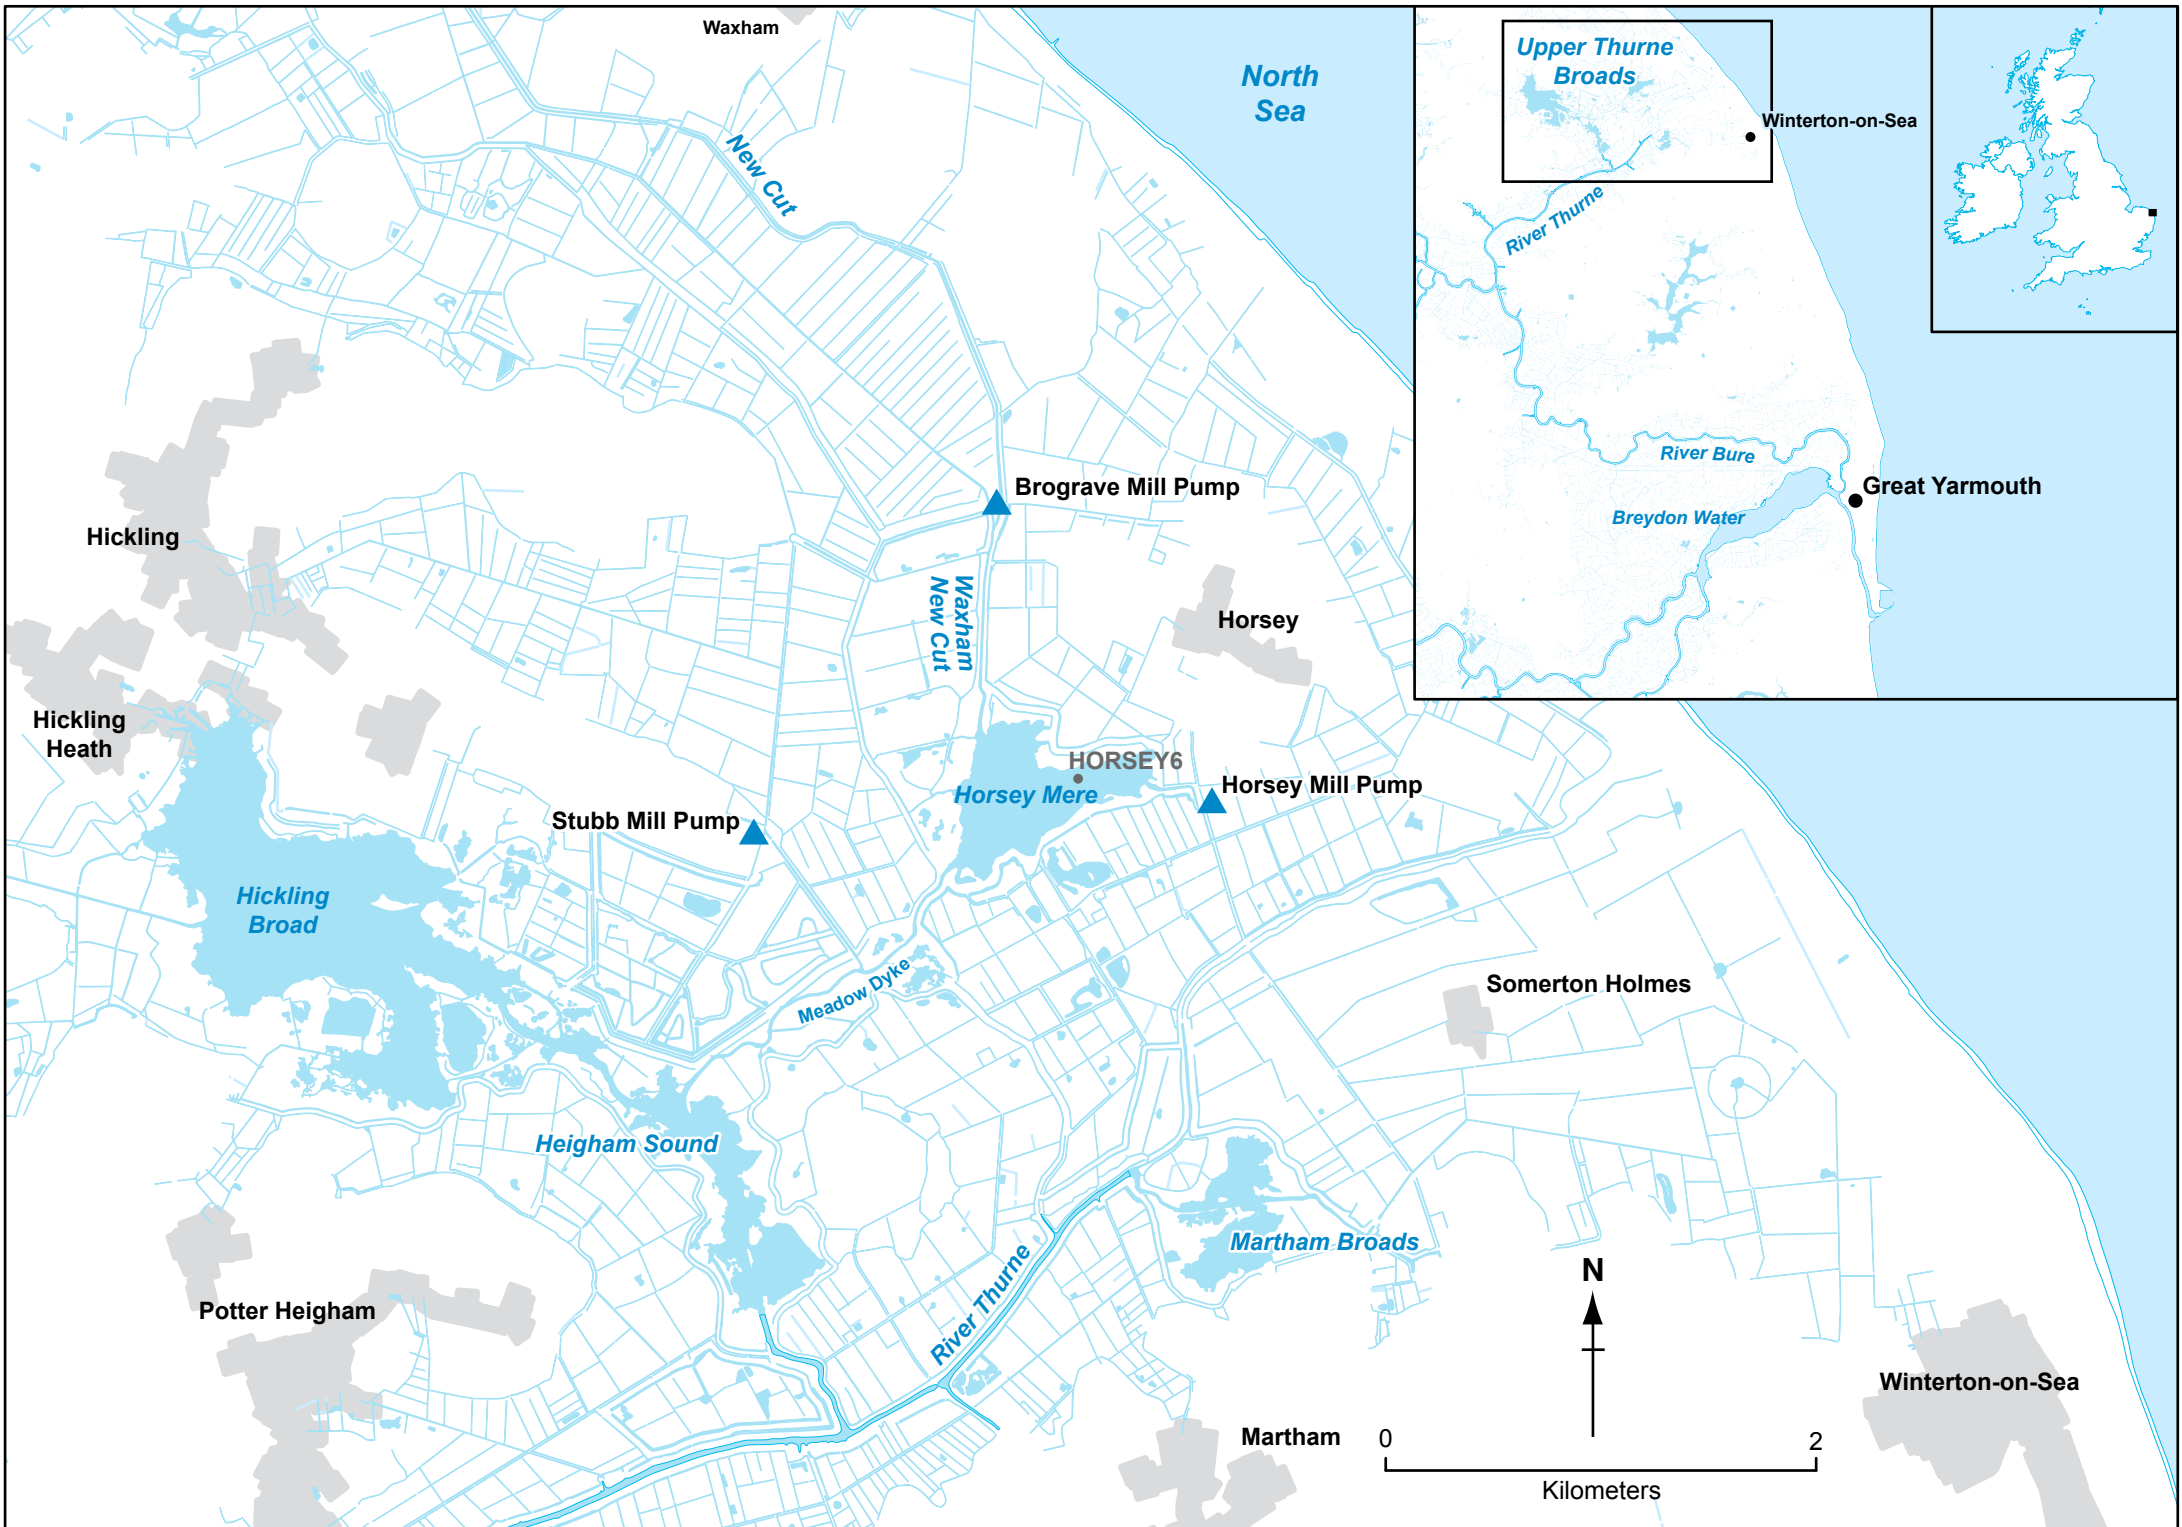 Waxham
North
Sea
Upper Thurne
Broads
Winterton-on-Sea
River Thurne
New Cut
River Bure
Great Yarmouth
Breydon Water
Brograve Mill Pump
Hickling
Waxham
New Cut
Horsey
Hickling
Heath
HORSEY6
Horsey Mere
Horsey Mill Pump
Stubb Mill Pump
Hickling
Broad
Meadow Dyke
Somerton Holmes
Heigham Sound
Martham Broads
River Thurne
N
Potter Heigham
Winterton-on-Sea
Martham
0
2
Kilometers